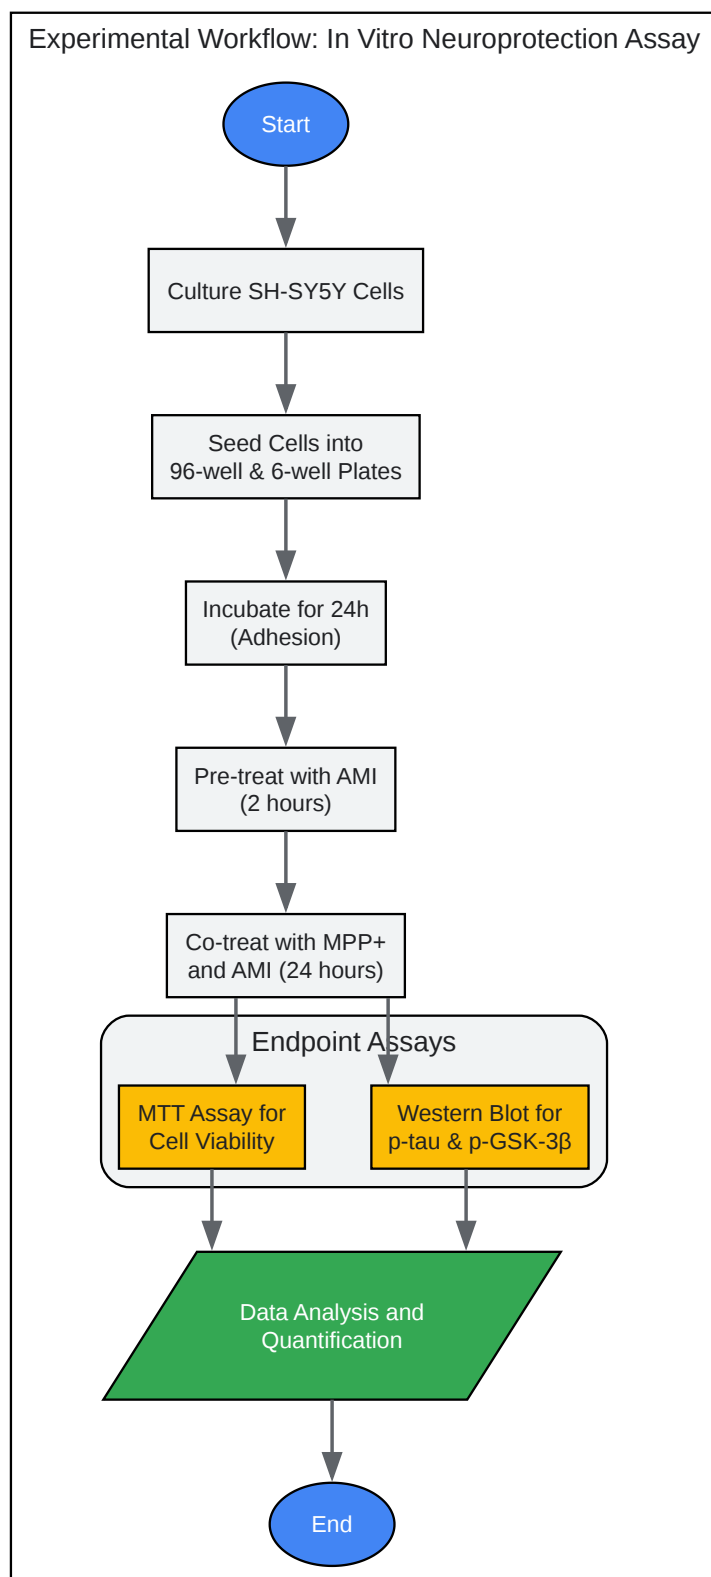 Experimental Workflow: In Vitro Neuroprotection Assay
Start
Culture SH-SY5Y Cells
Seed Cells into
96-well & 6-well Plates
Incubate for 24h
(Adhesion)
Pre-treat with AMI
(2 hours)
Co-treat with MPP+
and AMI (24 hours)
Endpoint Assays
MTT Assay for
Cell Viability
Western Blot for
p-tau & p-GSK-3β
Data Analysis and
Quantification
End